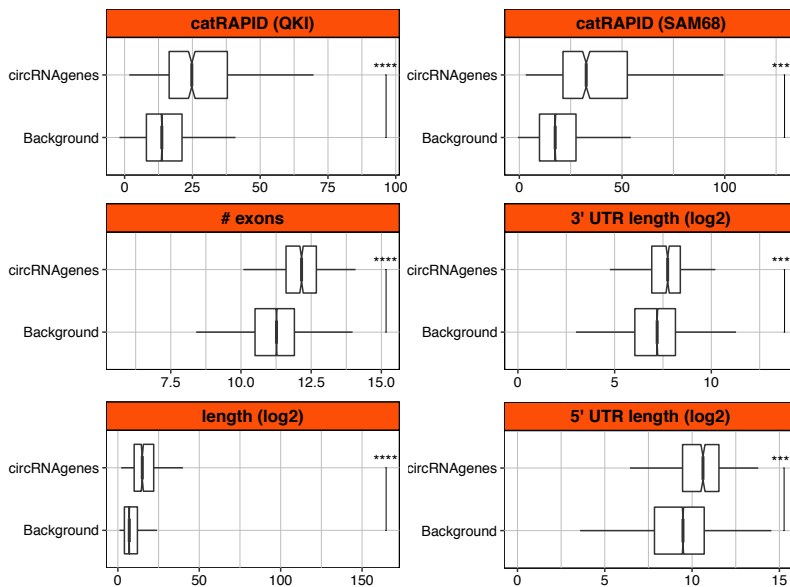 catRAPID (QKI)
circRNAgenes
Background
****
0 25 50 75 100
catRAPID (SAM68)
circRNAgenes
Background
***
0 50 100
# exons
circRNAgenes
Background
****
7.5 10.0 12.5 15.0
3' UTR length (log2)
circRNAgenes
Background
***
0 5 10
length (log2)
circRNAgenes
Background
****
0 50 100 150
5' UTR length (log2)
circRNAgenes
Background
***
0 5 10 15